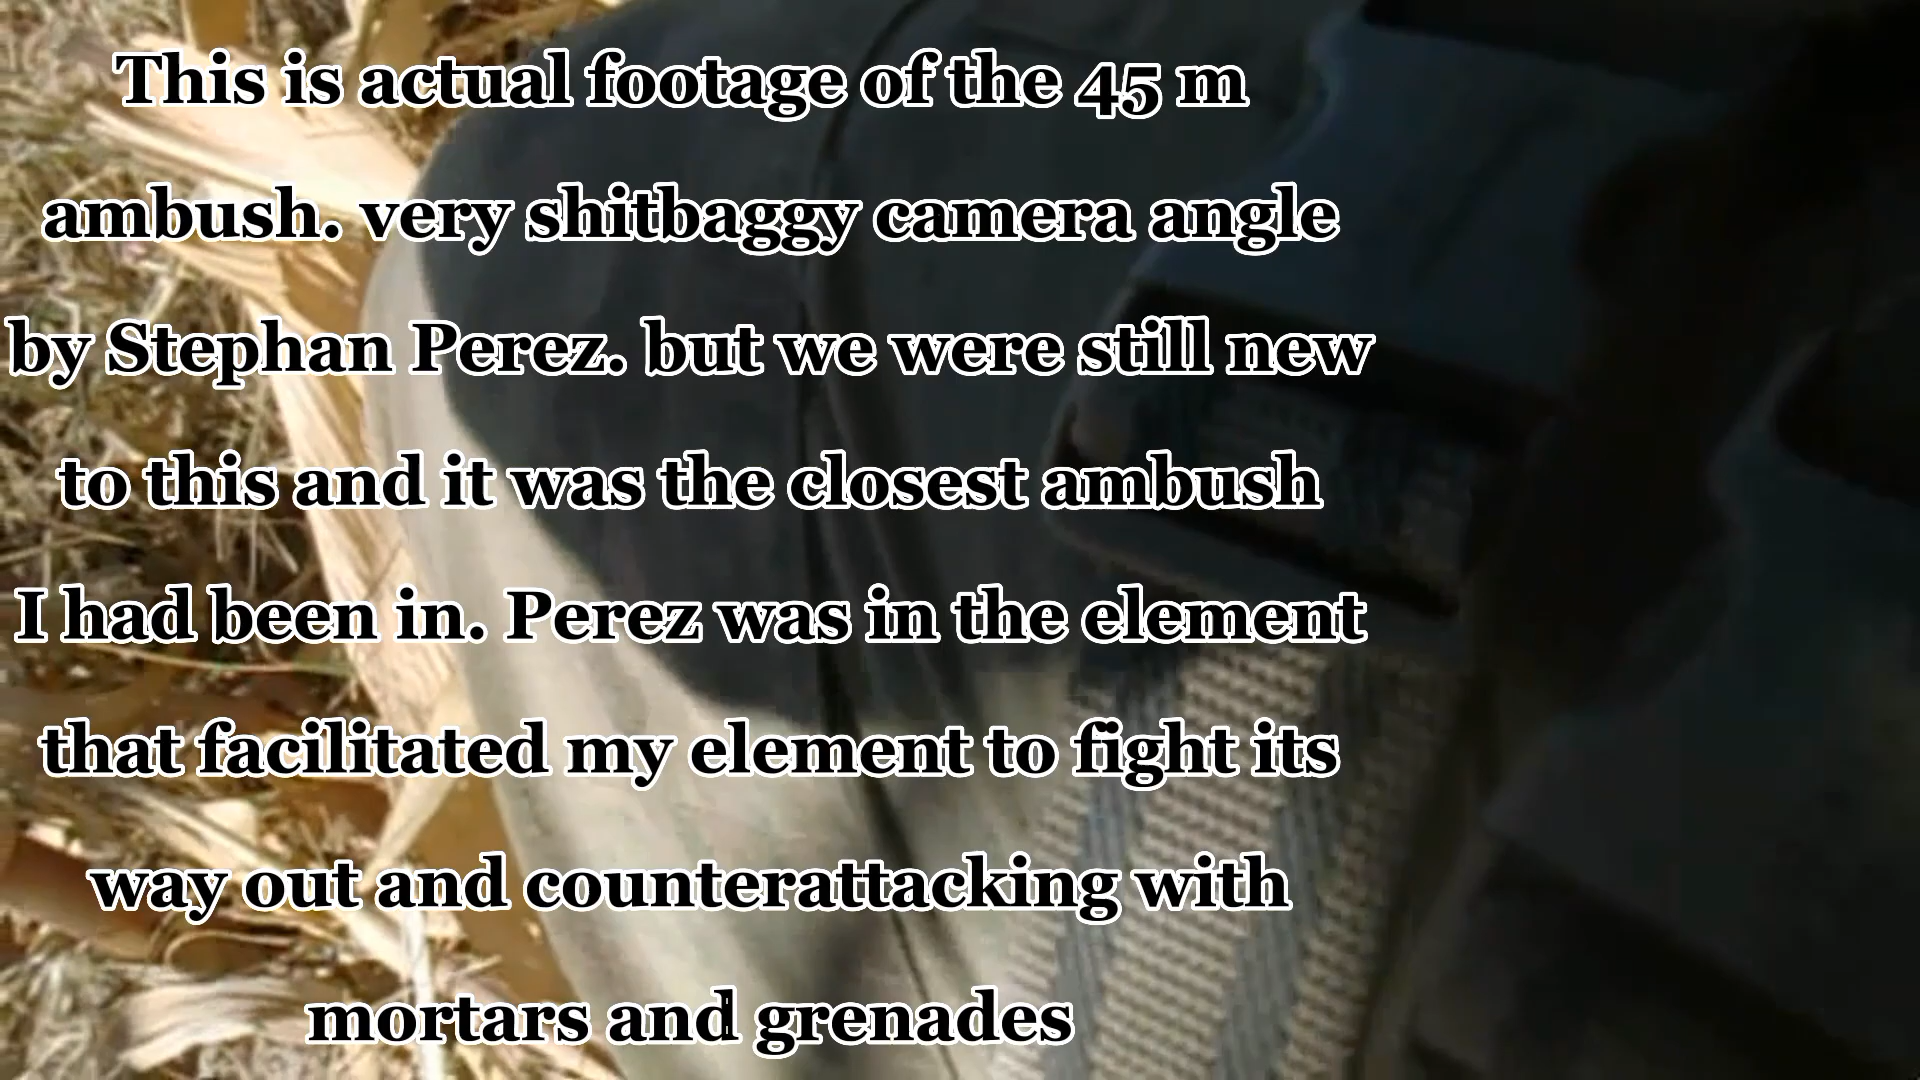 This is actual footage of the 45 m
ambush. very shitbaggy camera angle
by Stephan Perez. but we were still new
to this and it was the closest ambush
I had been in. Perez was in the element
that facilitated my element to fight its
way out and counterattacking with
mortars and grenades